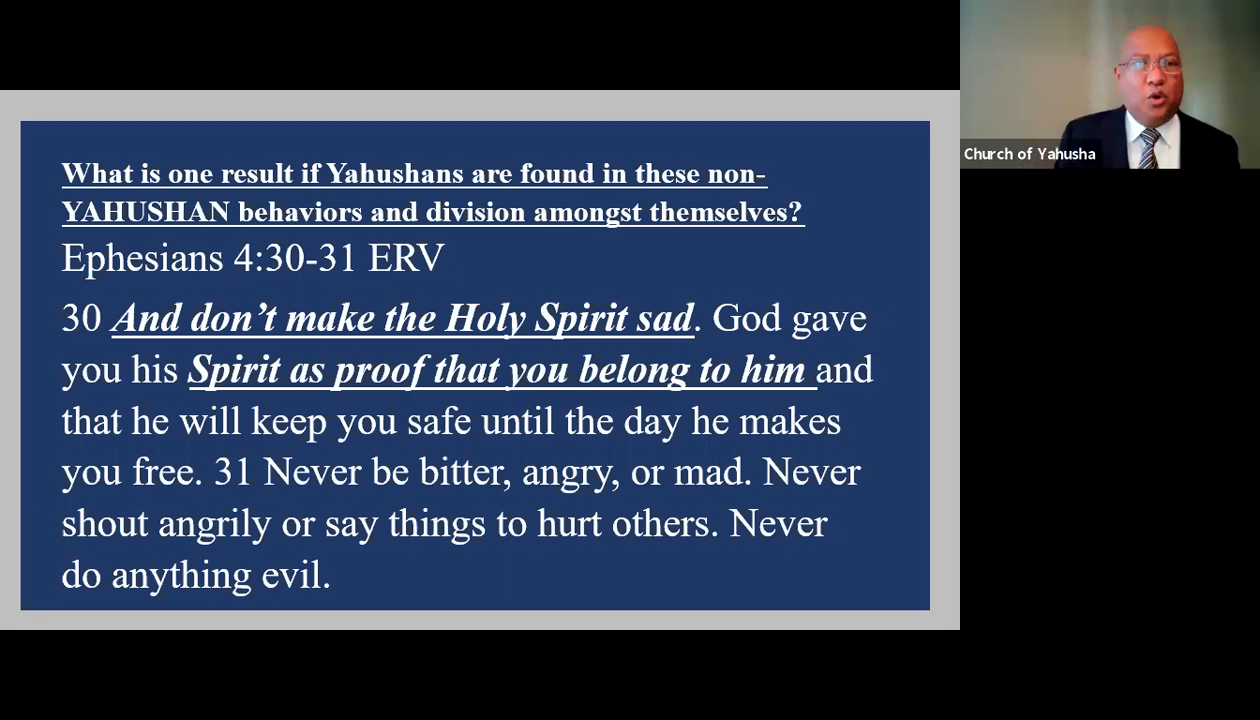 What is one result if Yahushans are found in these non-
YAHUSHAN behaviors and division amongst themselves?
Ephesians 4:30-31 ERV
30 And don’t make the Holy Spirit sad. God gave
you his Spirit as proof that you belong to him and
that he will keep you safe until the day he makes
you free. 31 Never be bitter, angry, or mad. Never
shout angrily or say things to hurt others. Never
do anything evil.
Church of Yahusha